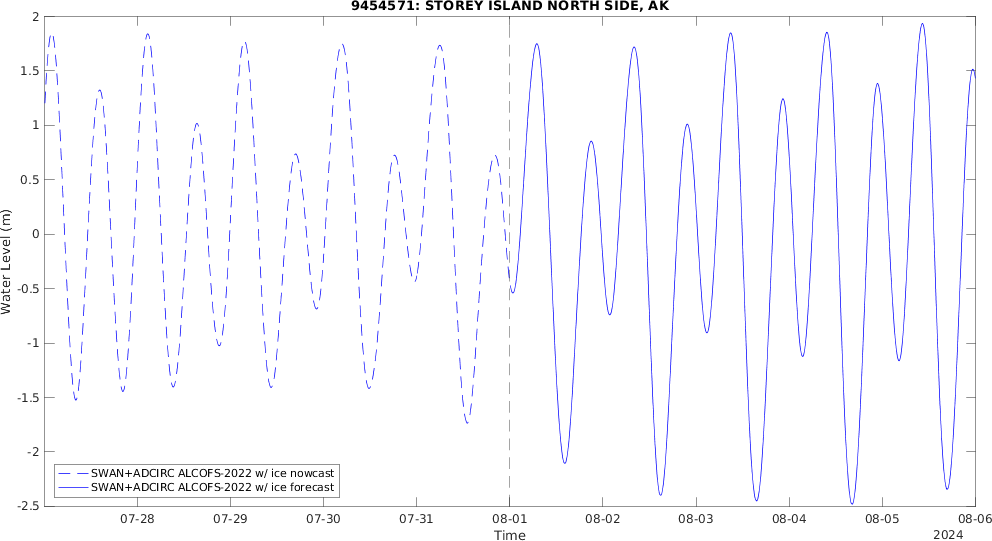 9454571: STOREY ISLAND NORTH SIDE, AK
2
1.5
1
0.5
0
-0.5
-1
-1.5
-2
-2.5
Water Level (m)
SWAN+ADCIRC ALCOFS-2022 w/ ice nowcast
SWAN+ADCIRC ALCOFS-2022 w/ ice forecast
07-28 07-29 07-30 07-31 08-01 08-02 08-03 08-04 08-05 08-06
Time
2024